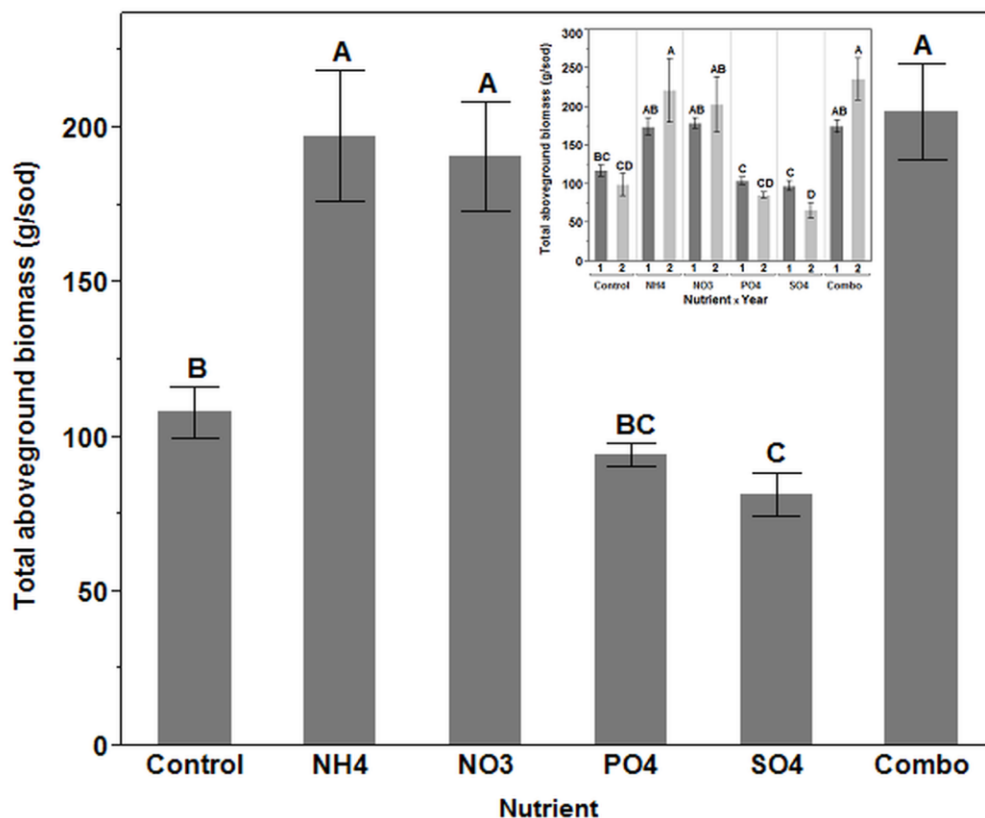 Total aboveground biomass (g/sod)
200
150
100
50
0
B
A
A
BC
C
A
Control NH4 NO3 PO4 SO4 Combo
Nutrient
Total aboveground biomass (g/sod)
300
250
200
150
100
50
0
BC
CD
AB
A
AB
AB
C
CD
C
D
AB
A
1 2 1 2 1 2 1 2 1 2 1 2
Control NH4 NO3 PO4 SO4 Combo
Nutrient x Year